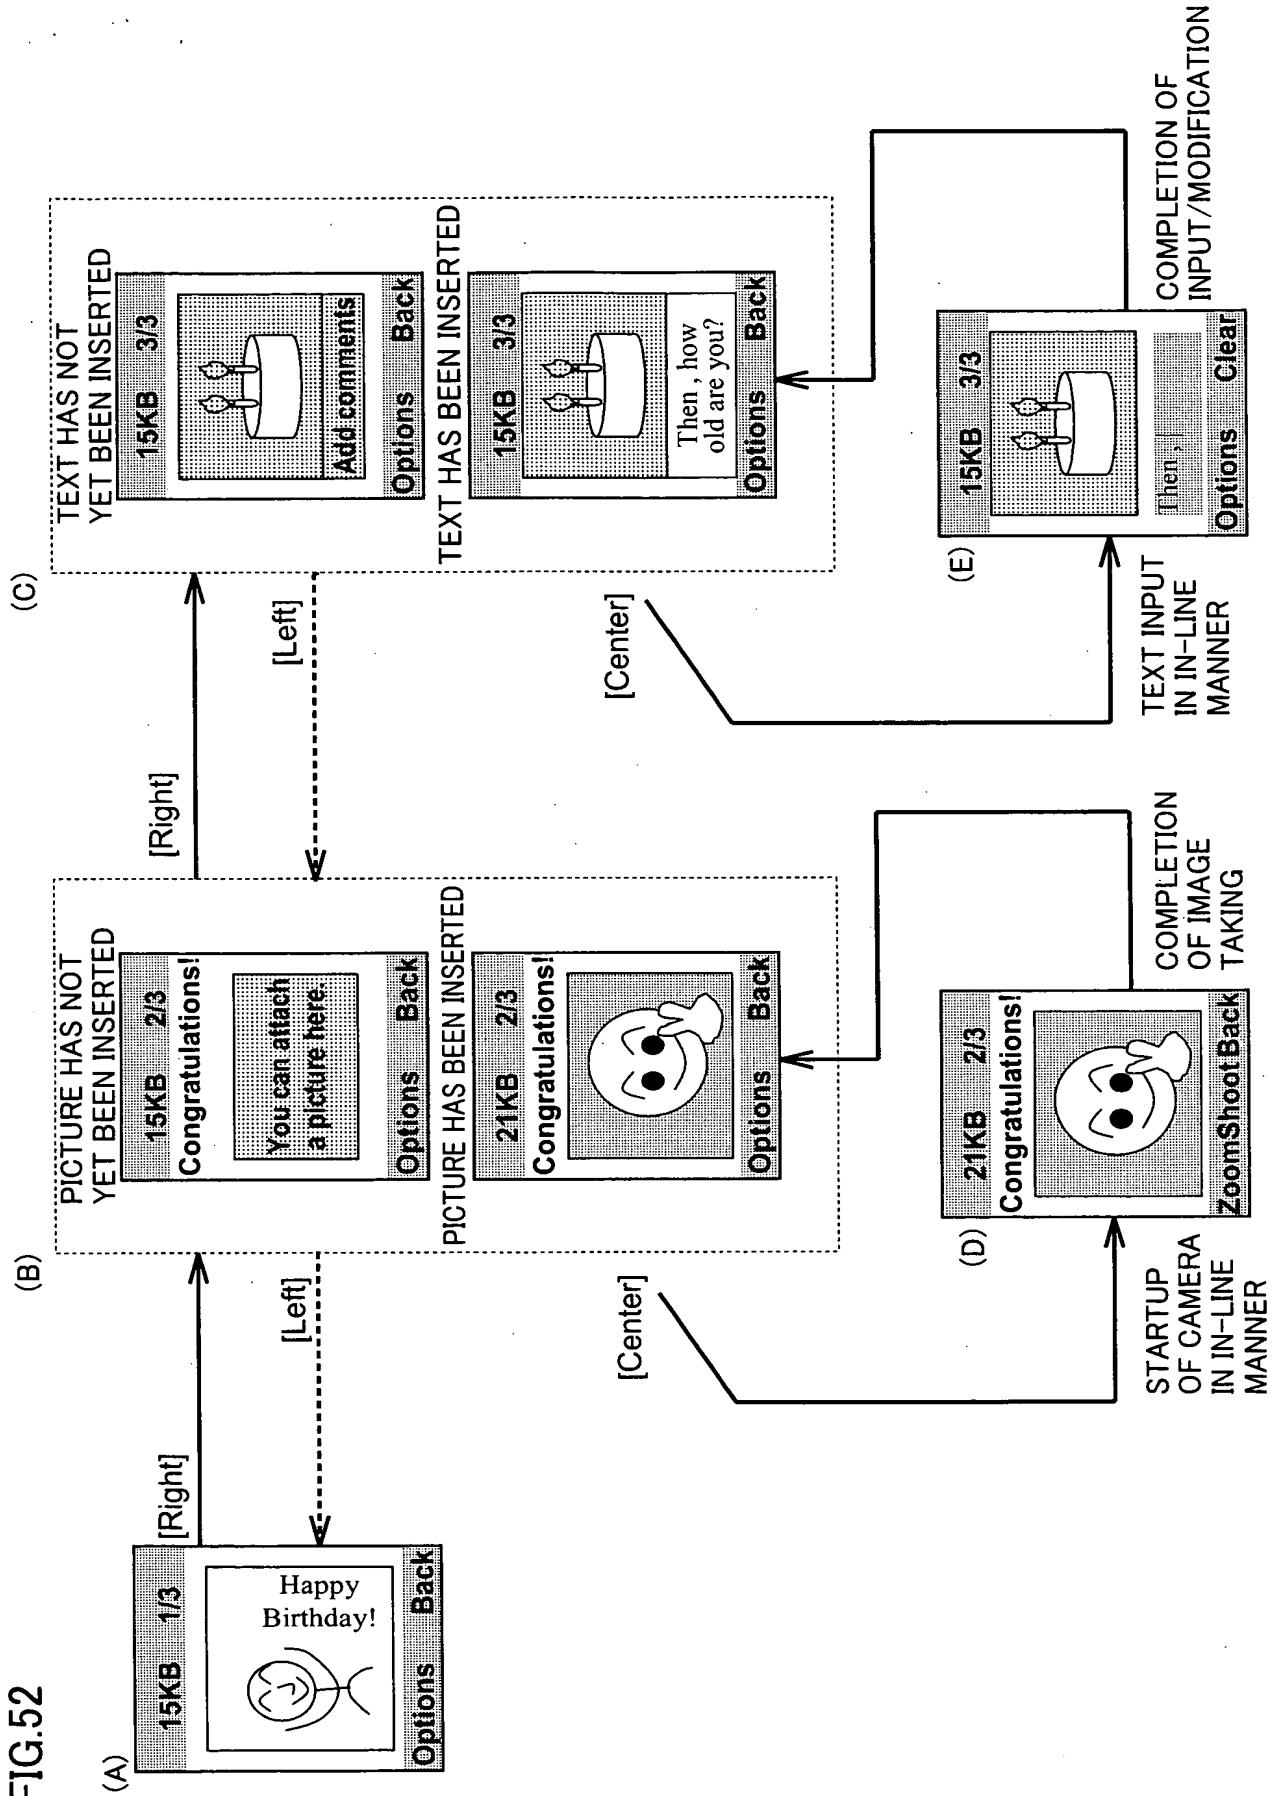 FIG.52
(A)
15KB 1/3
Happy
Birthday!
Options Back
[Right]
[Left]
(B)
PICTURE HAS NOT
YET BEEN INSERTED
15KB 2/3
Congratulations!
You can attach
a picture here.
Options Back
PICTURE HAS BEEN INSERTED
21KB 2/3
Congratulations!
Options Back
[Center]
STARTUP
OF CAMERA
IN IN-LINE
MANNER
(D)
21KB 2/3
Congratulations!
ZoomShootBack
COMPLETION
OF IMAGE
TAKING
[Right]
[Left]
(C)
TEXT HAS NOT
YET BEEN INSERTED
15KB 3/3
Add comments
Options Back
TEXT HAS BEEN INSERTED
15KB 3/3
Then , how
old are you?
Options Back
[Center]
TEXT INPUT
IN IN-LINE
MANNER
(E)
15KB 3/3
Then ,
Options Clear
COMPLETION OF
INPUT/MODIFICATION